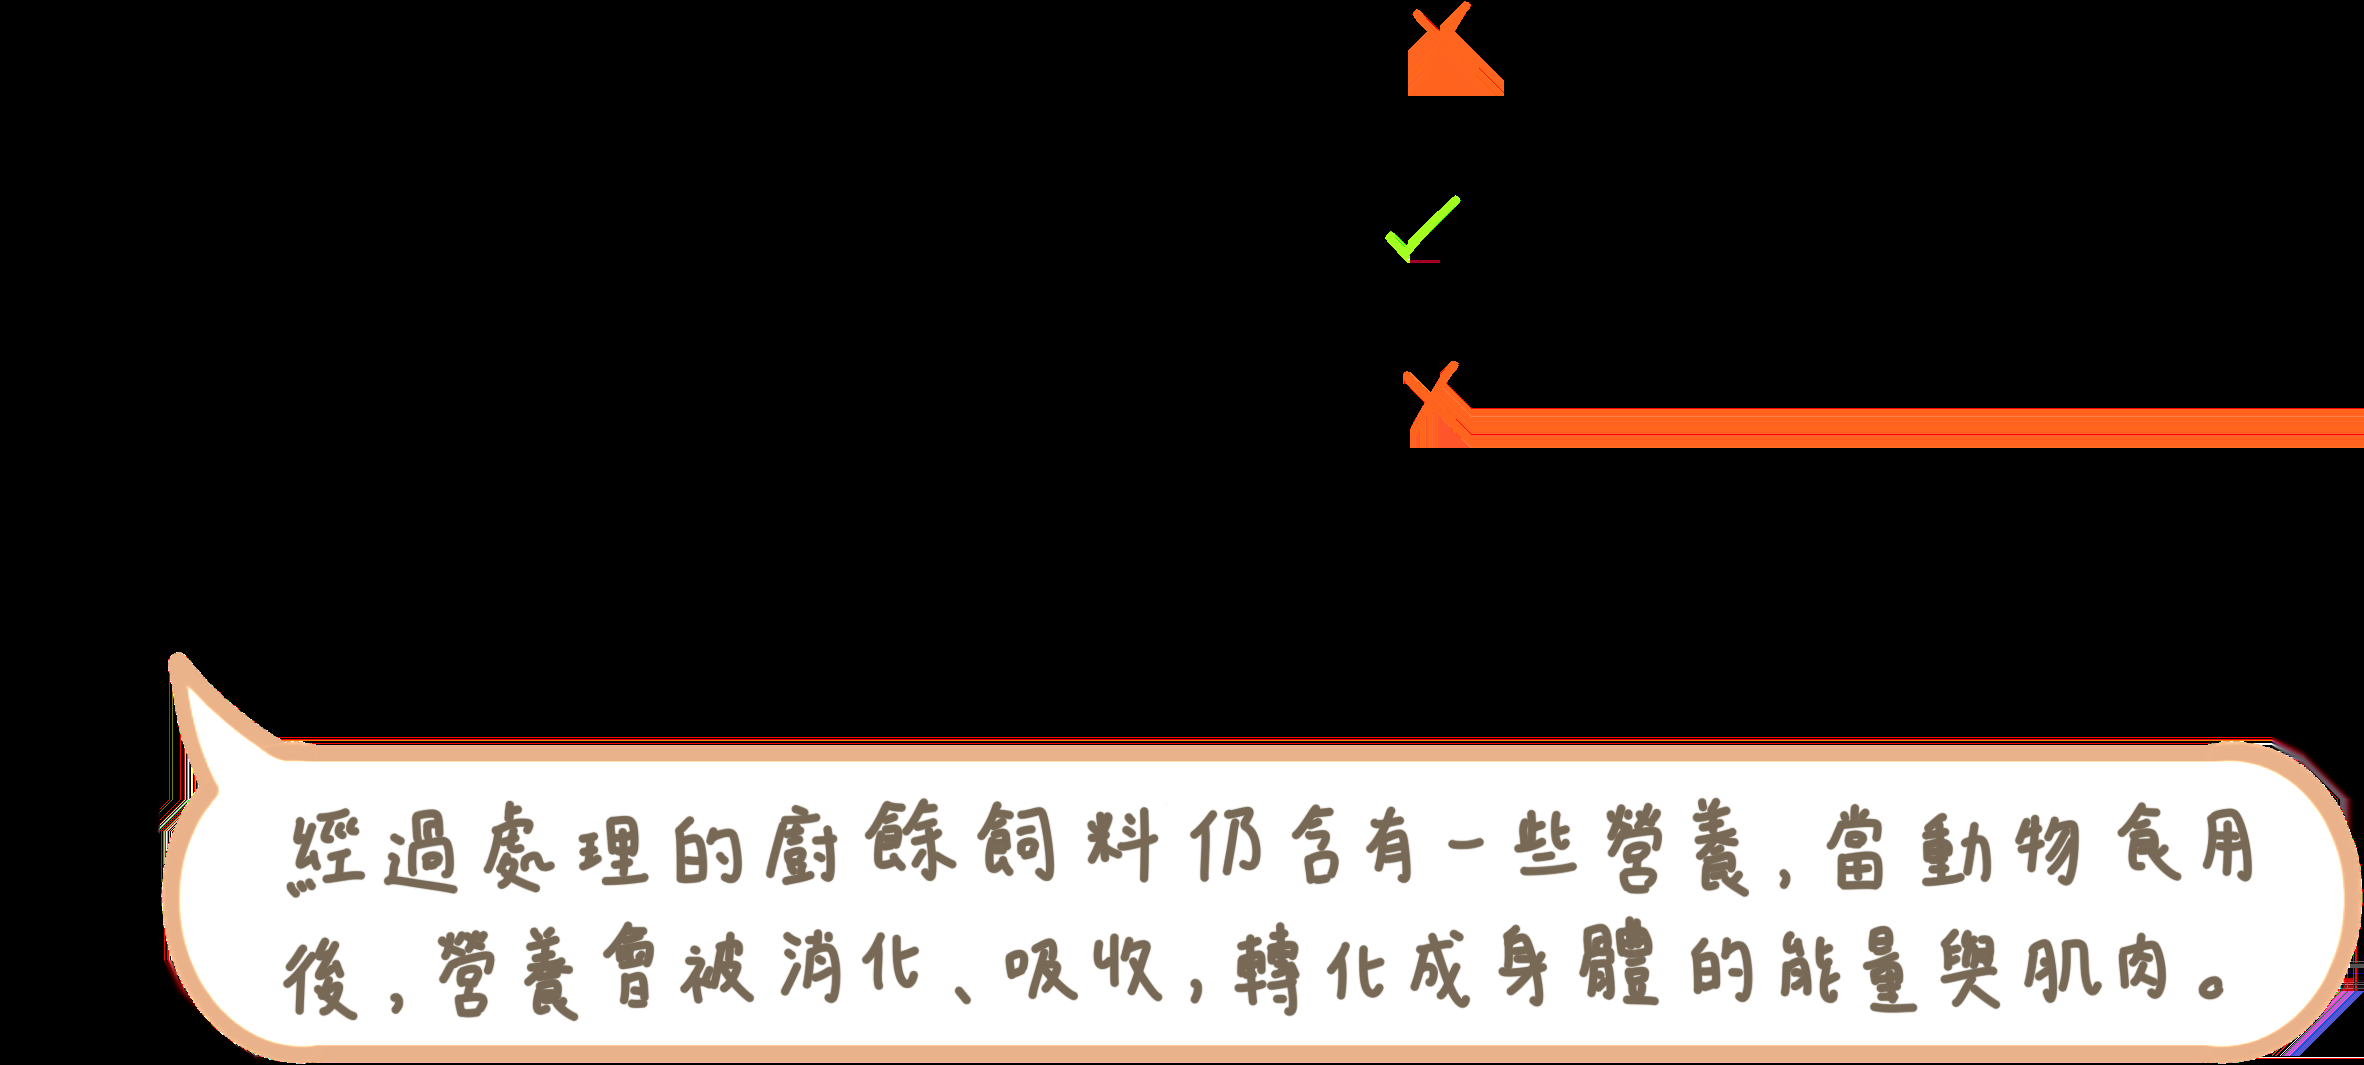 經過處理的廚餘飼料仍含有一些營養,當動物食用
後,營養會被消化、吸收,轉化成身體的能量與肌肉。